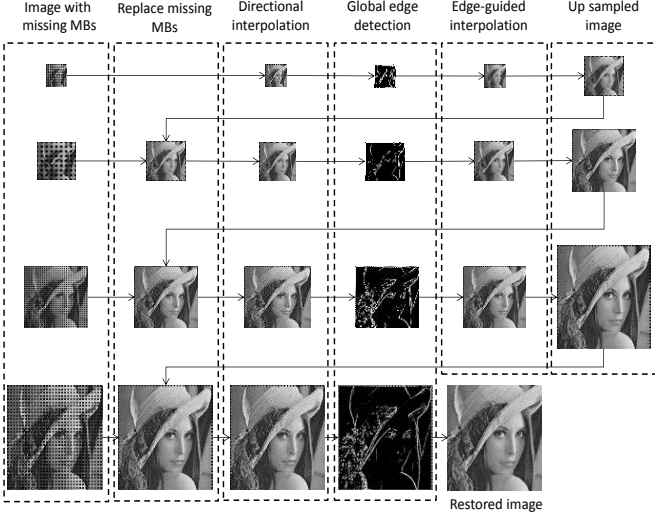 Image with
missing MBs
Replace missing
MBs
Directional
interpolation
Global edge
detection
Edge-guided
interpolation
Up sampled
image
Restored image